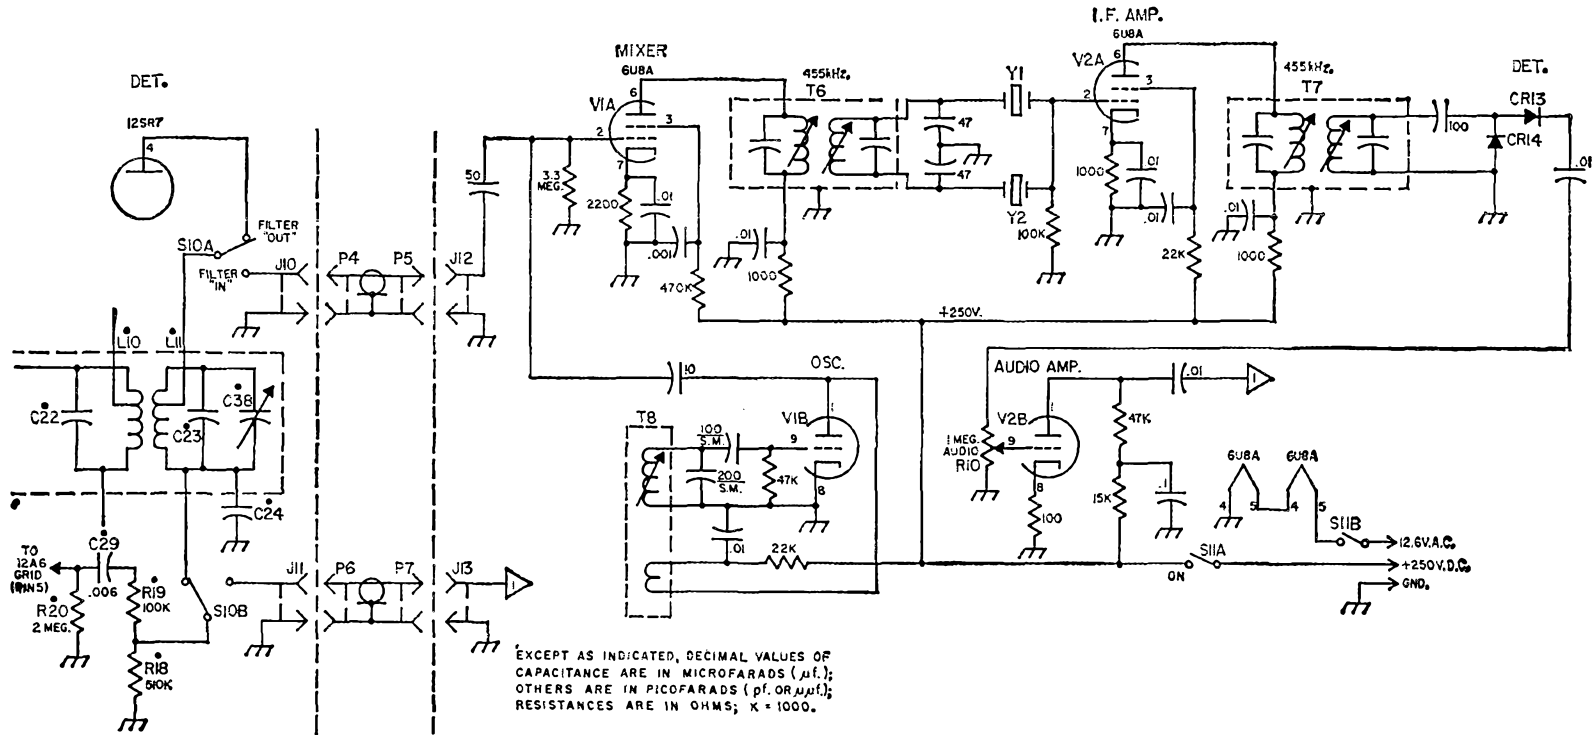 DET.
12SR7
4
S10A
FILTER
"OUT"
FILTER
"IN"
J10
P4
P5
J12
50
3.3
MEG.
MIXER
6U8A
V1A
6
3
2
7
2200
.01
.001
470K
455kHz.
T6
.01
1000
47
47
Y1
Y2
100K
I.F. AMP.
6U8A
V2A
6
3
2
7
1000
.01
.01
22K
455kHz.
T7
.01
1000
DET.
CR13
CR14
100
.01
+250V.
L10
L11
C22
C23
C38
C24
C29
.006
TO
12A6
GRID
(PIN5)
R20
2 MEG.
R19
100K
R18
510K
S10B
J11
P6
P7
J13
1
10
OSC.
V1B
1
9
8
T8
100
S.M.
200
S.M.
47K
.01
22K
AUDIO AMP.
V2B
1
9
8
1 MEG.
AUDIO
R10
100
47K
.01
1
15K
.1
6U8A
6U8A
4
5
4
5
S11B
12.6V.A.C.
S11A
ON
+250V.D.C.
GND.
EXCEPT AS INDICATED, DECIMAL VALUES OF
CAPACITANCE ARE IN MICROFARADS (µf.);
OTHERS ARE IN PICOFARADS (pf. OR µµf.);
RESISTANCES ARE IN OHMS; K = 1000.